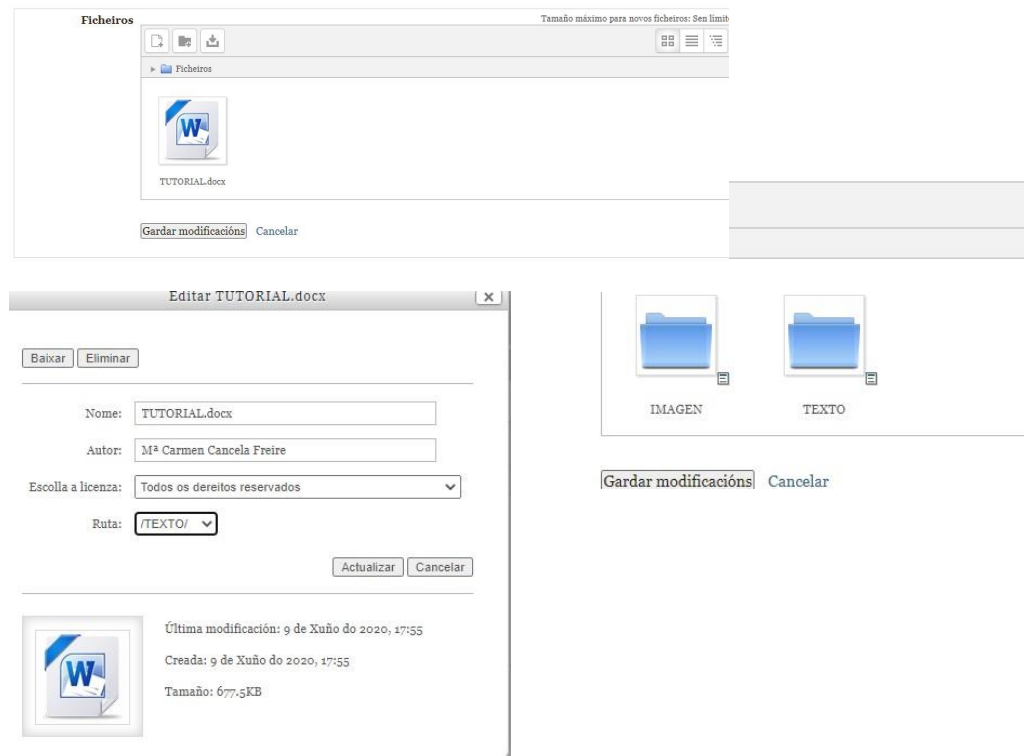 Ficheiros
Tamaño máximo para novos ficheiros: Sen límit
Ficheiros
W
TUTORIAL.docx
Gardar modificacións Cancelar
Editar TUTORIAL.docx
Baixar Eliminar
Nome: TUTORIAL.docx
Autor: Mª Carmen Cancela Freire
Escolla a licenza: Todos os dereitos reservados
Ruta: /TEXTO/
Actualizar Cancelar
W
Última modificación: 9 de Xuño do 2020, 17:55
Creada: 9 de Xuño do 2020, 17:55
Tamaño: 677.5KB
IMAGEN TEXTO
Gardar modificacións Cancelar